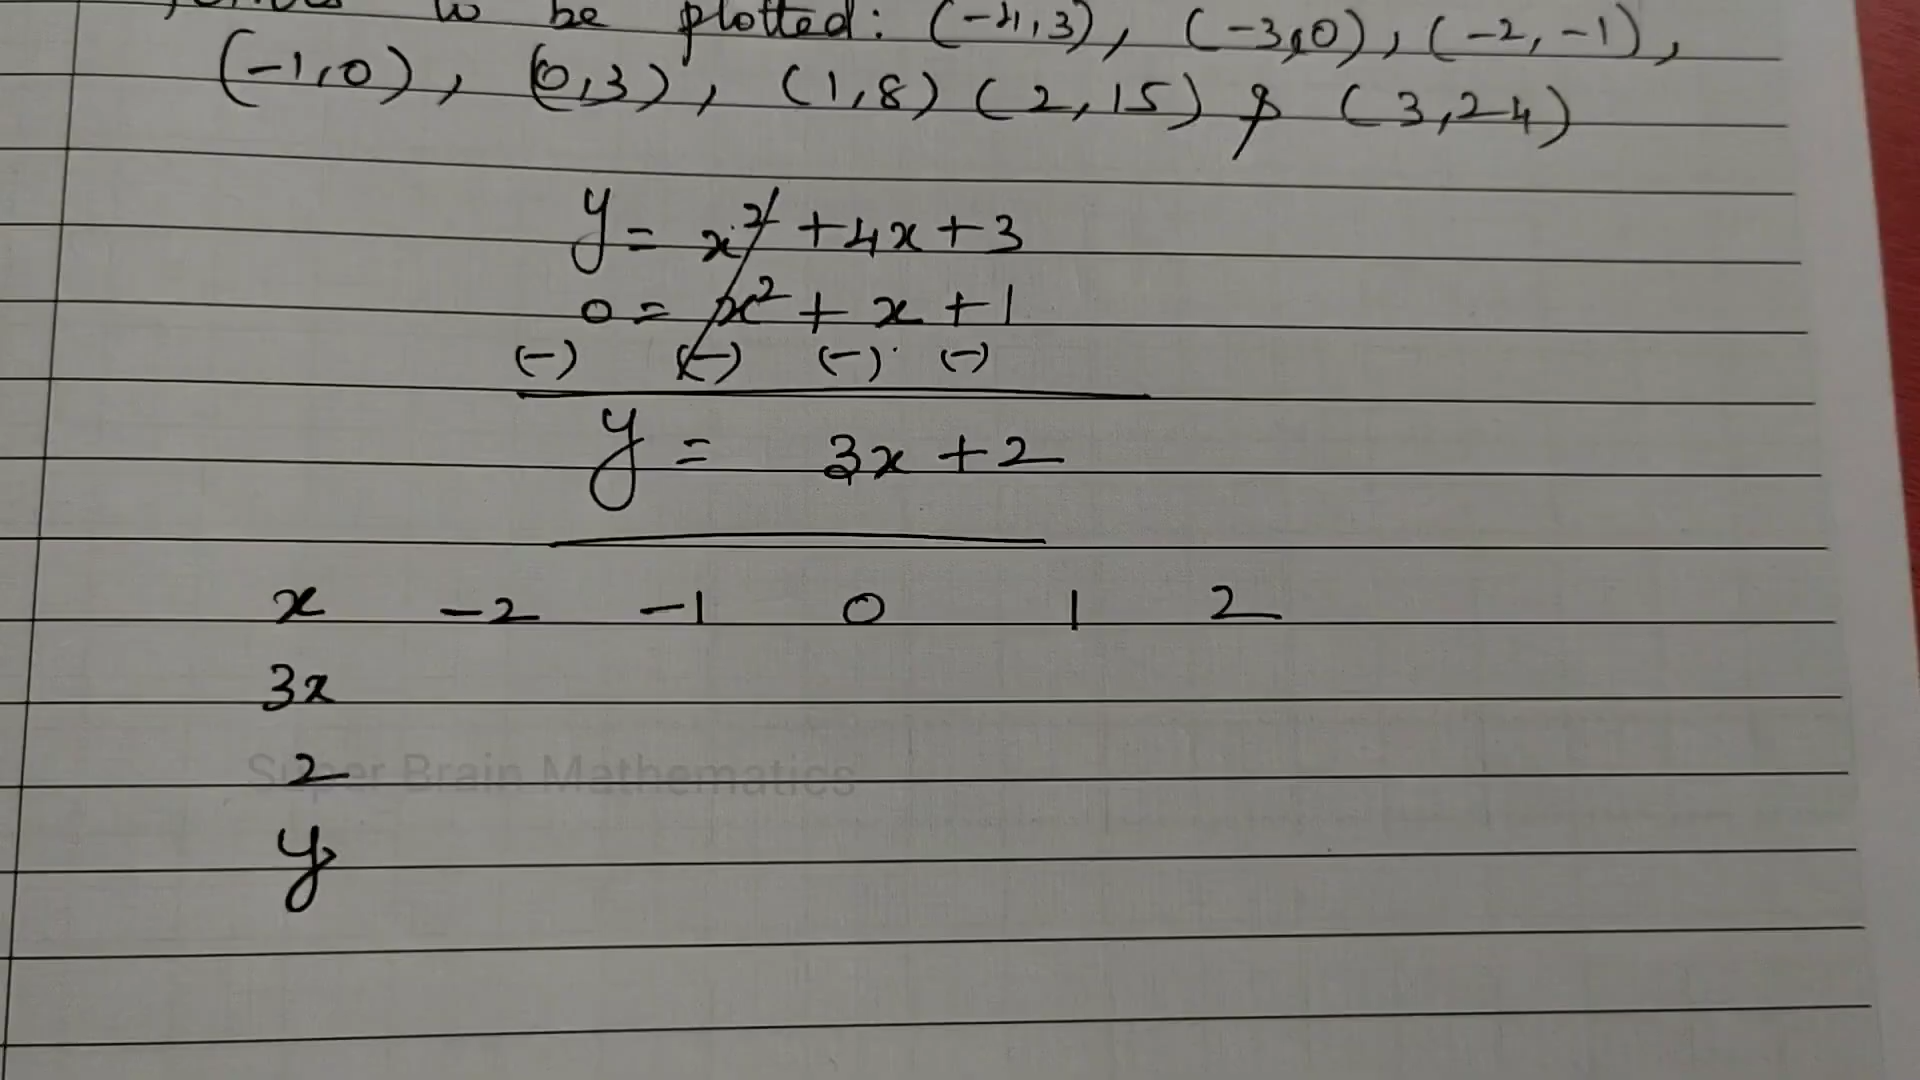 to be plotted: (-4,3), (-3,0), (-2,-1),
(-1,0), (0,3), (1,8) (2,15) & (3,24)
y = x² + 4x + 3
0 = x² + x + 1
(-) (-) (-) (-)
y = 3x + 2
x -2 -1 0 1 2
3x
2
Super Brain Mathematics
y